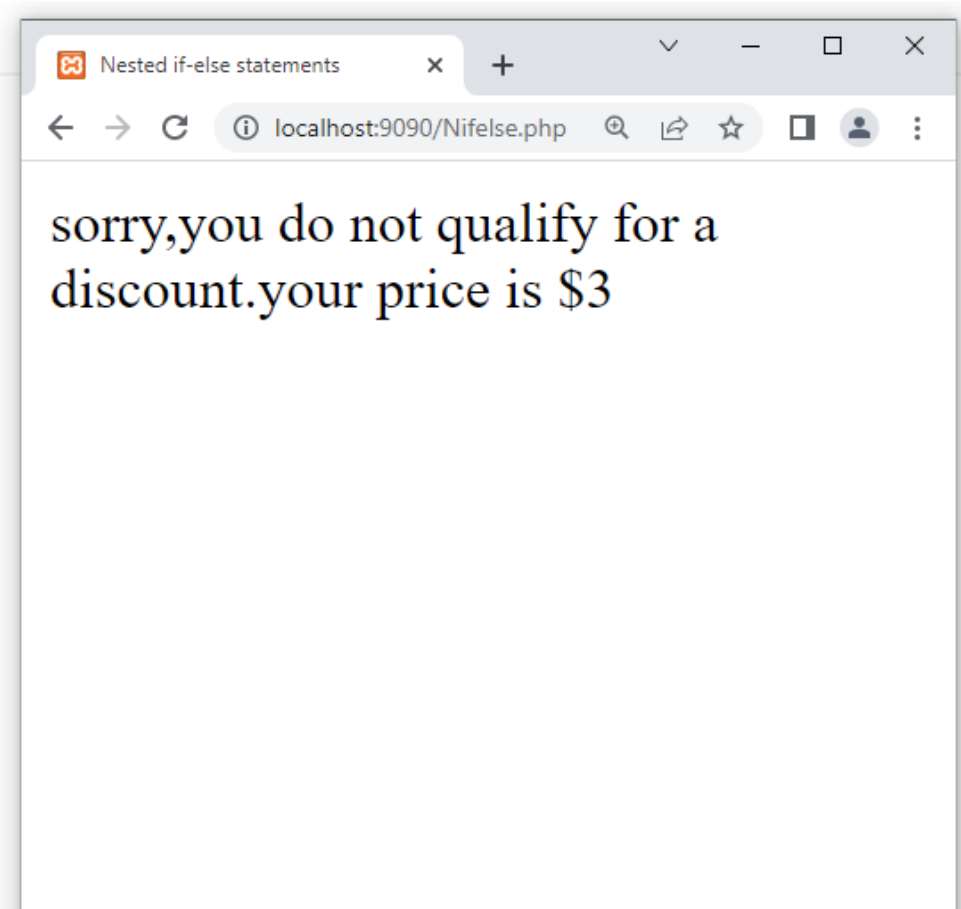 Nested if-else statements
localhost:9090/Nifelse.php
sorry,you do not qualify for a
discount.your price is $3